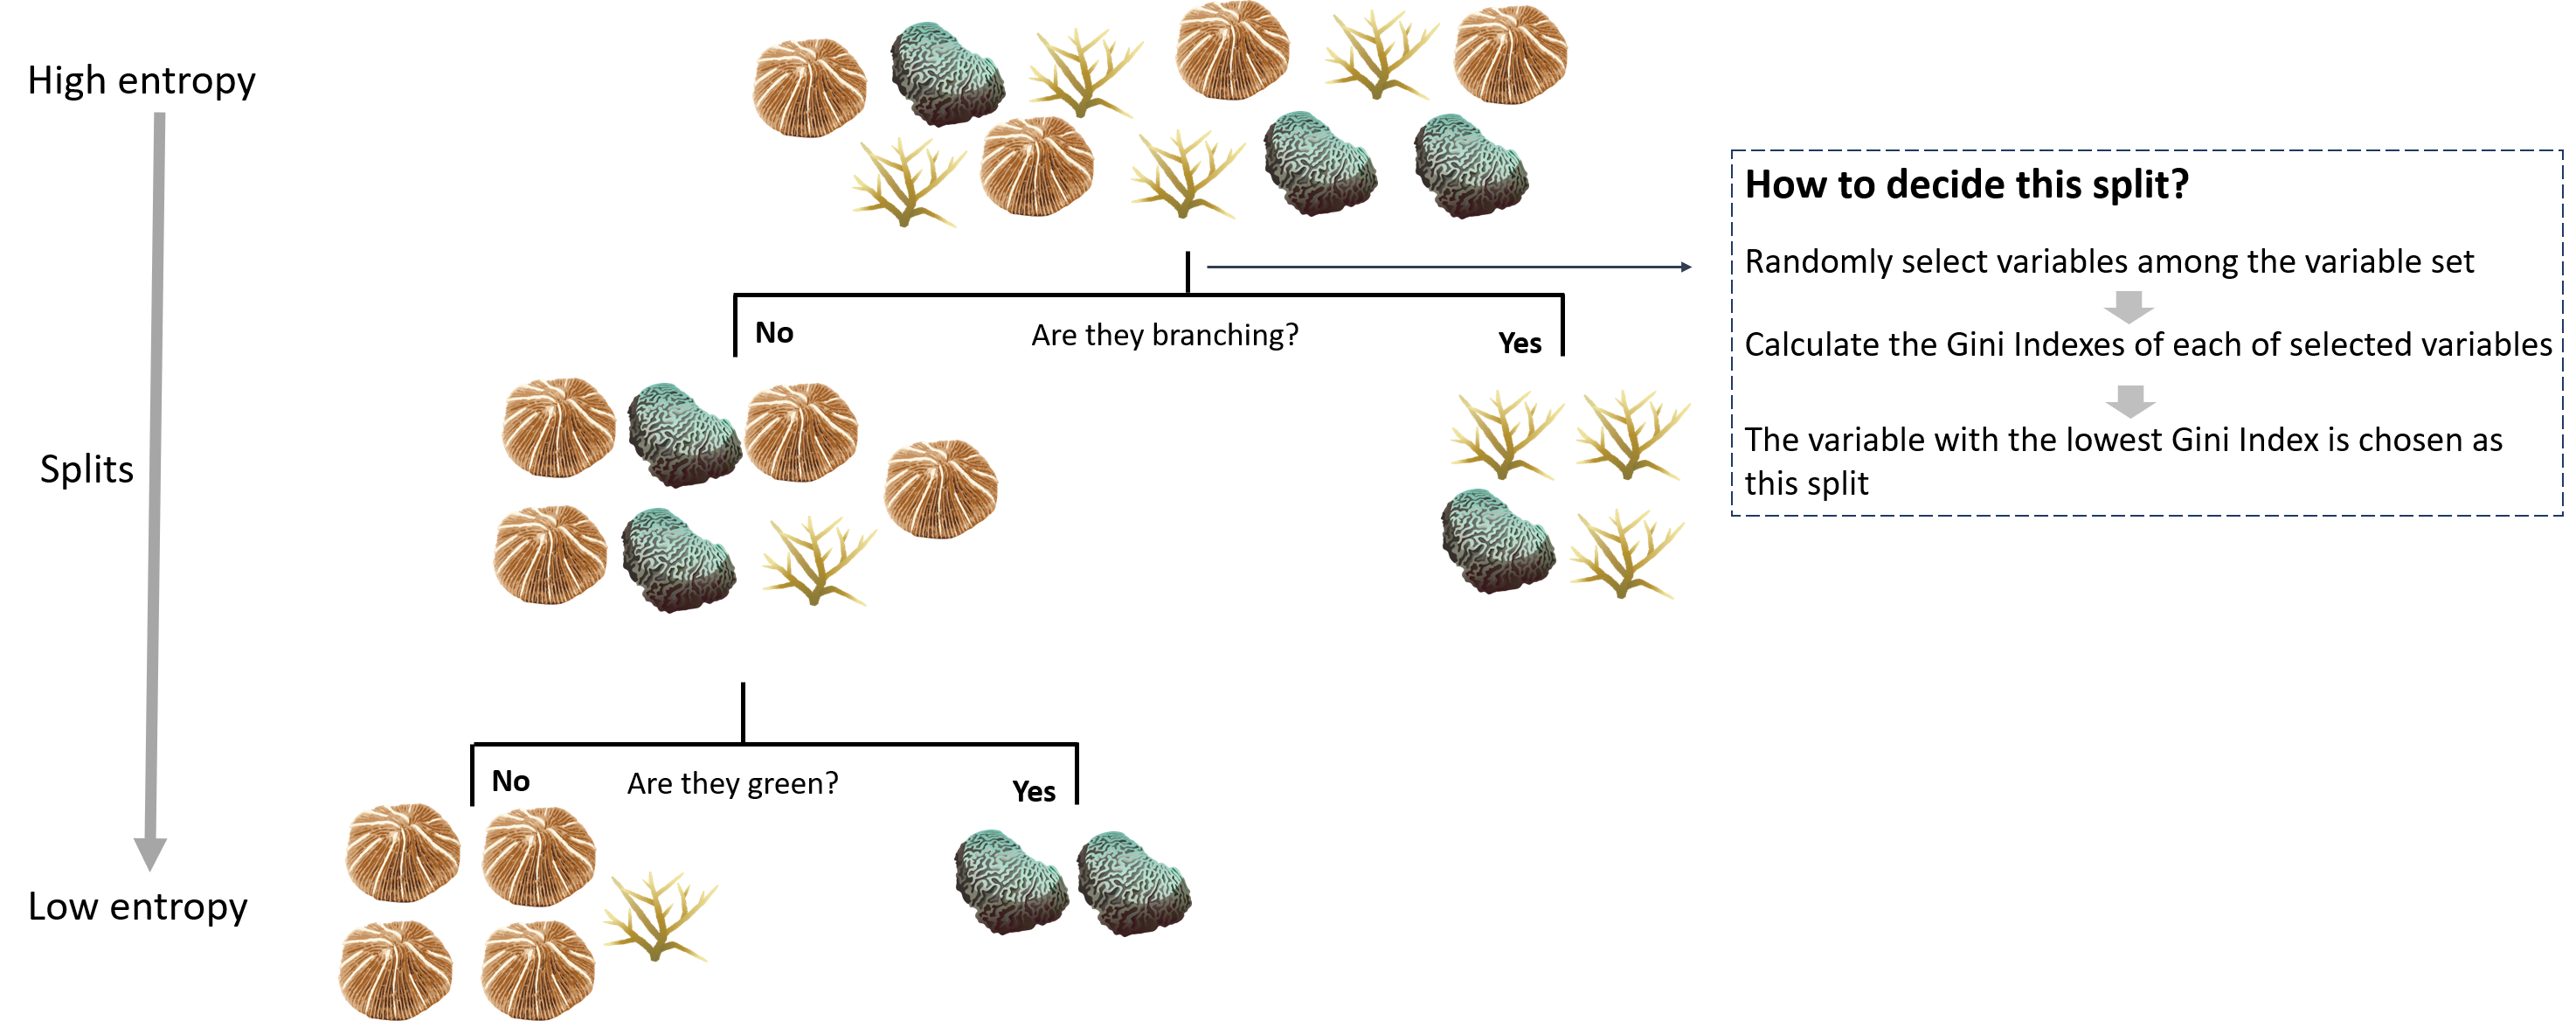 High entropy
How to decide this split?
Randomly select variables among the variable set
No
Are they branching?
Yes
Calculate the Gini Indexes of each of selected variables
Splits
The variable with the lowest Gini Index is chosen as
this split
No
Are they green?
Yes
Low entropy